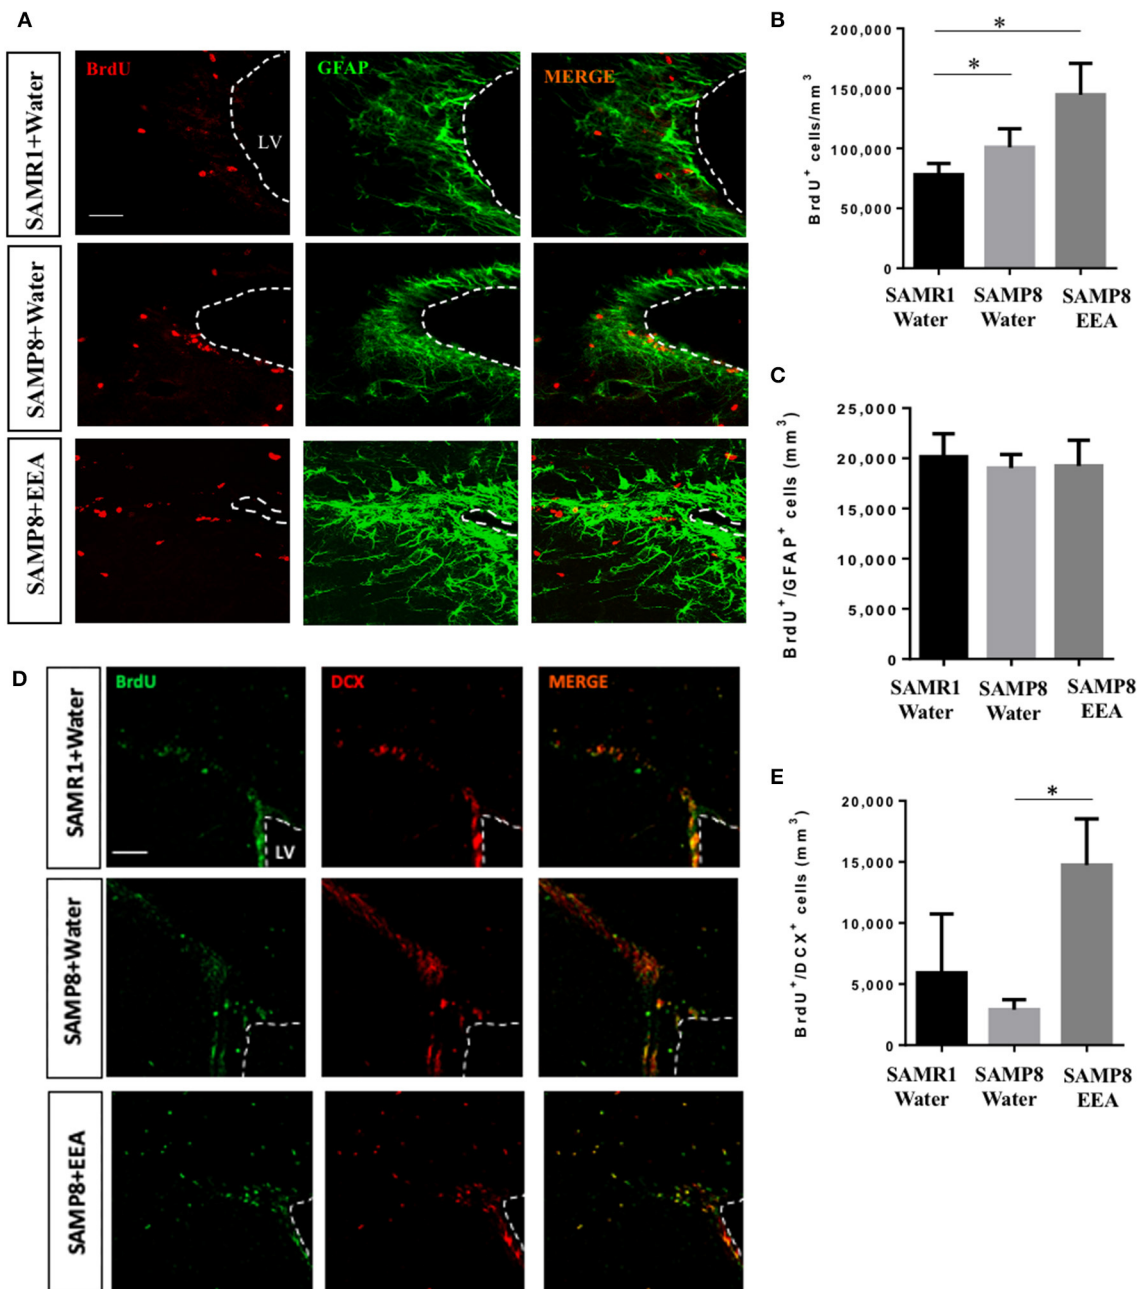 A
BrdU
GFAP
MERGE
SAMR1+Water
LV
SAMP8+Water
SAMP8+EEA
B
BrdU+ cells/mm3
200,000
150,000
100,000
50,000
0
*
*
SAMR1 Water
SAMP8 Water
SAMP8 EEA
C
BrdU+/GFAP+ cells (mm3)
25,000
20,000
15,000
10,000
5,000
0
SAMR1 Water
SAMP8 Water
SAMP8 EEA
D
BrdU
DCX
MERGE
SAMR1+Water
LV
SAMP8+Water
SAMP8+EEA
E
BrdU+/DCX+ cells (mm3)
20,000
15,000
10,000
5,000
0
*
SAMR1 Water
SAMP8 Water
SAMP8 EEA